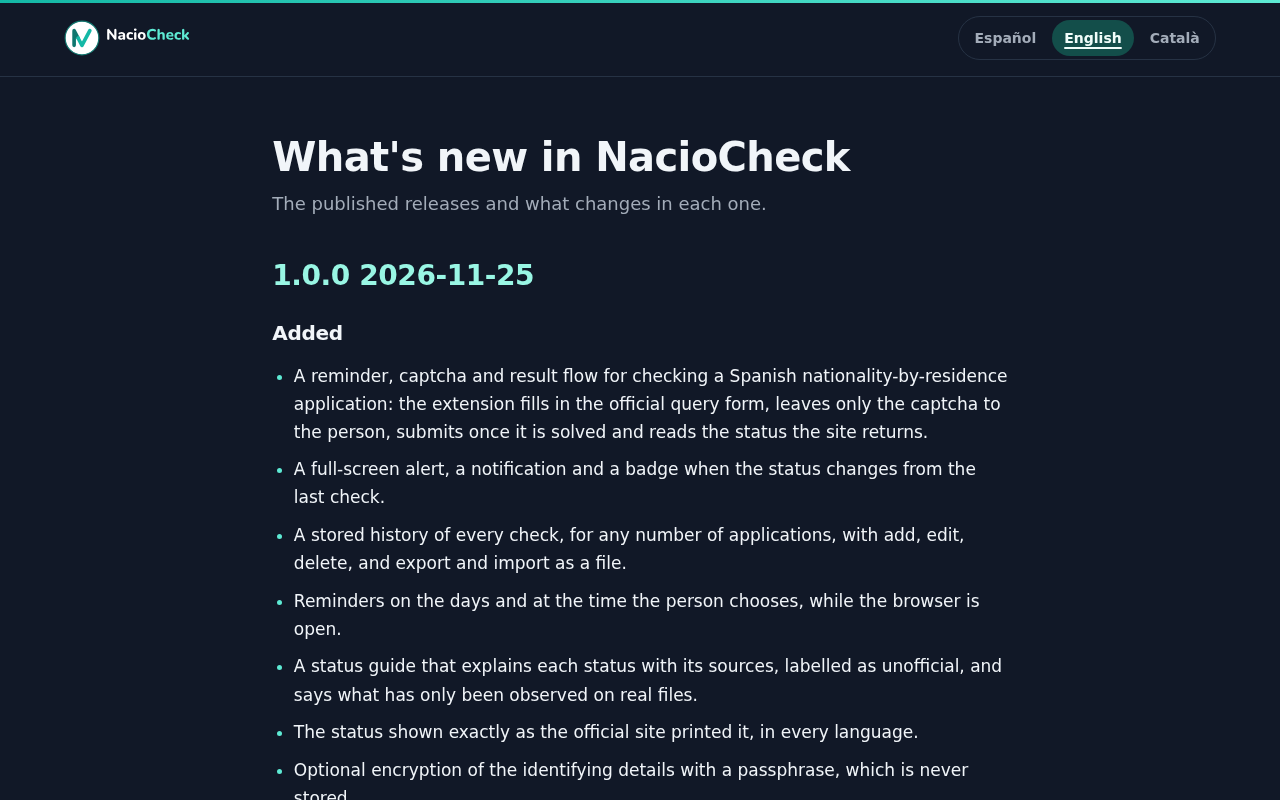 NacioCheck
Español
English
Català
What's new in NacioCheck
The published releases and what changes in each one.
1.0.0 2026-11-25
Added
A reminder, captcha and result flow for checking a Spanish nationality-by-residence
application: the extension fills in the official query form, leaves only the captcha to
the person, submits once it is solved and reads the status the site returns.
A full-screen alert, a notification and a badge when the status changes from the
last check.
A stored history of every check, for any number of applications, with add, edit,
delete, and export and import as a file.
Reminders on the days and at the time the person chooses, while the browser is
open.
A status guide that explains each status with its sources, labelled as unofficial, and
says what has only been observed on real files.
The status shown exactly as the official site printed it, in every language.
Optional encryption of the identifying details with a passphrase, which is never
stored.